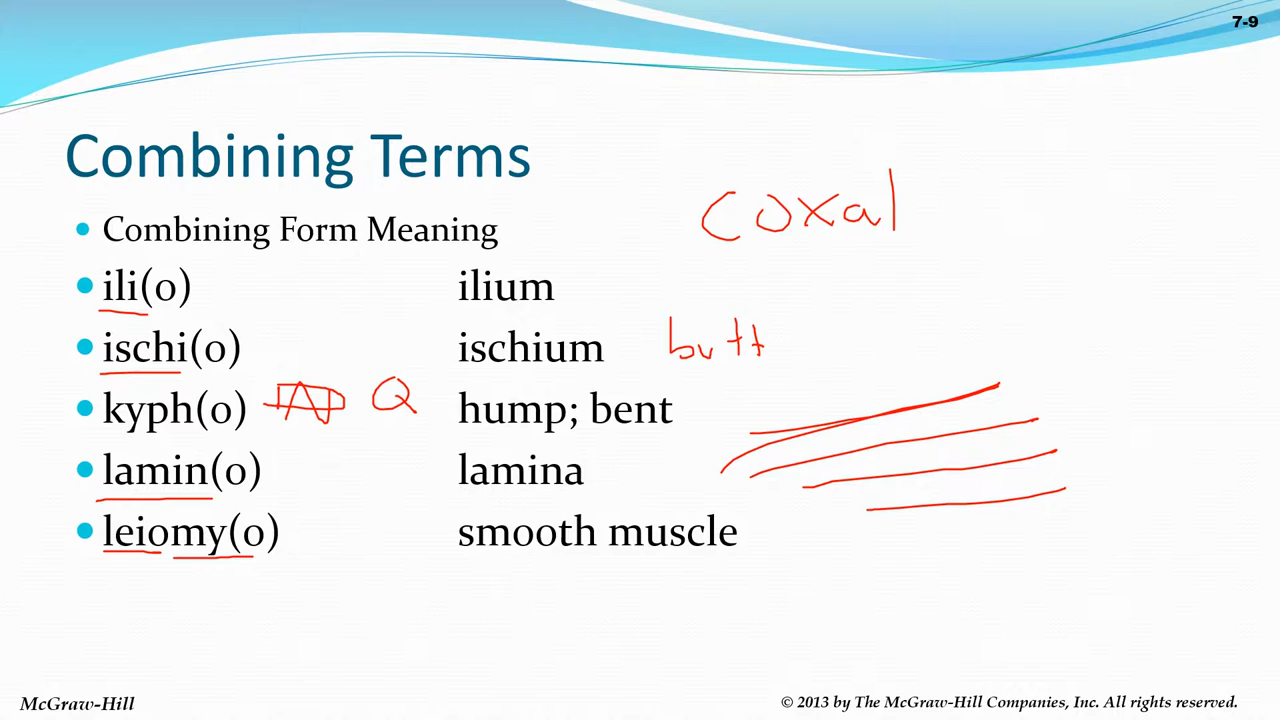 7-9
Combining Terms
coxal
• Combining Form Meaning
• ili(o) ilium
• ischi(o) ischium butt
• kyph(o) Q hump; bent
• lamin(o) lamina
• leiomy(o) smooth muscle
McGraw-Hill © 2013 by The McGraw-Hill Companies, Inc. All rights reserved.